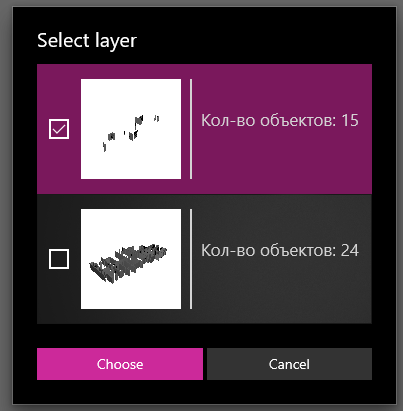 Select layer
Кол-во объектов: 15
Кол-во объектов: 24
Choose
Cancel